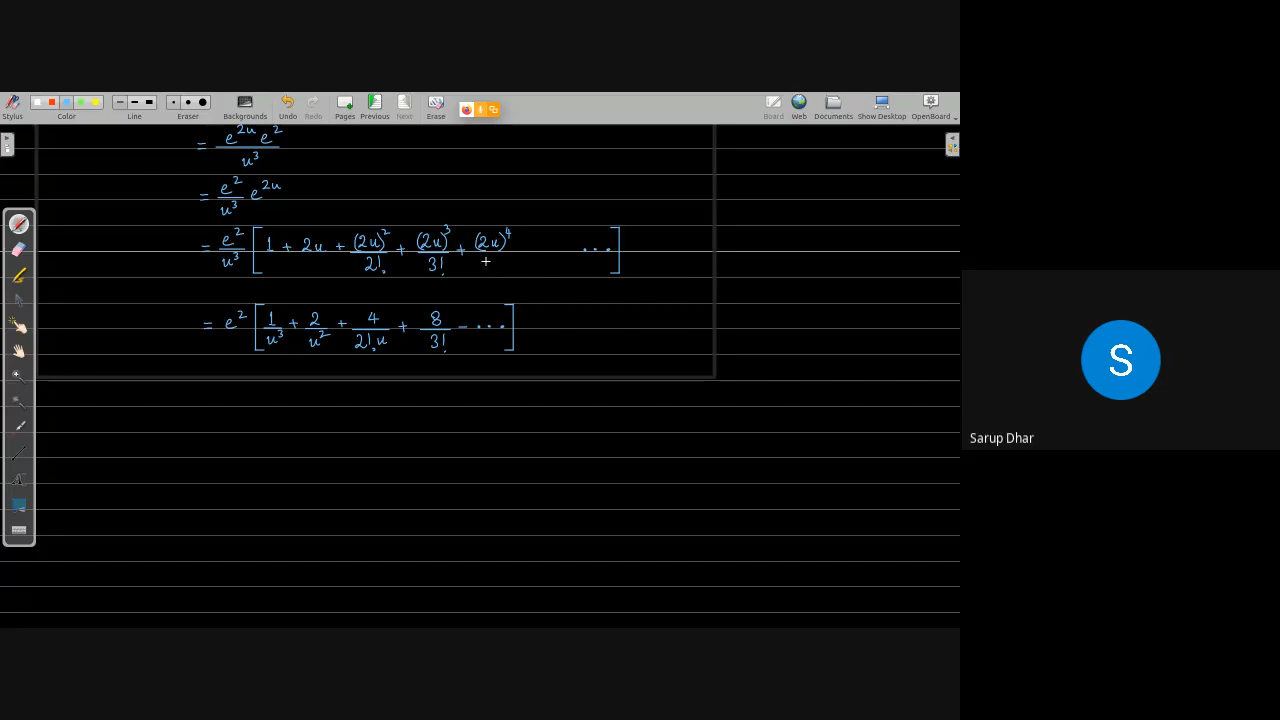 Stylus Color Line Eraser Backgrounds Undo Redo Pages Previous Next Erase Board Web Documents Show Desktop OpenBoard
= e^{2u} e^2 / u^3
= e^2 / u^3 e^{2u}
= e^2 / u^3 [ 1 + 2u + (2u)^2 / 2! + (2u)^3 / 3! + (2u)^4 ... ]
= e^2 [ 1 / u^3 + 2 / u^2 + 4 / 2! u + 8 / 3! - ... ]
S
Sarup Dhar